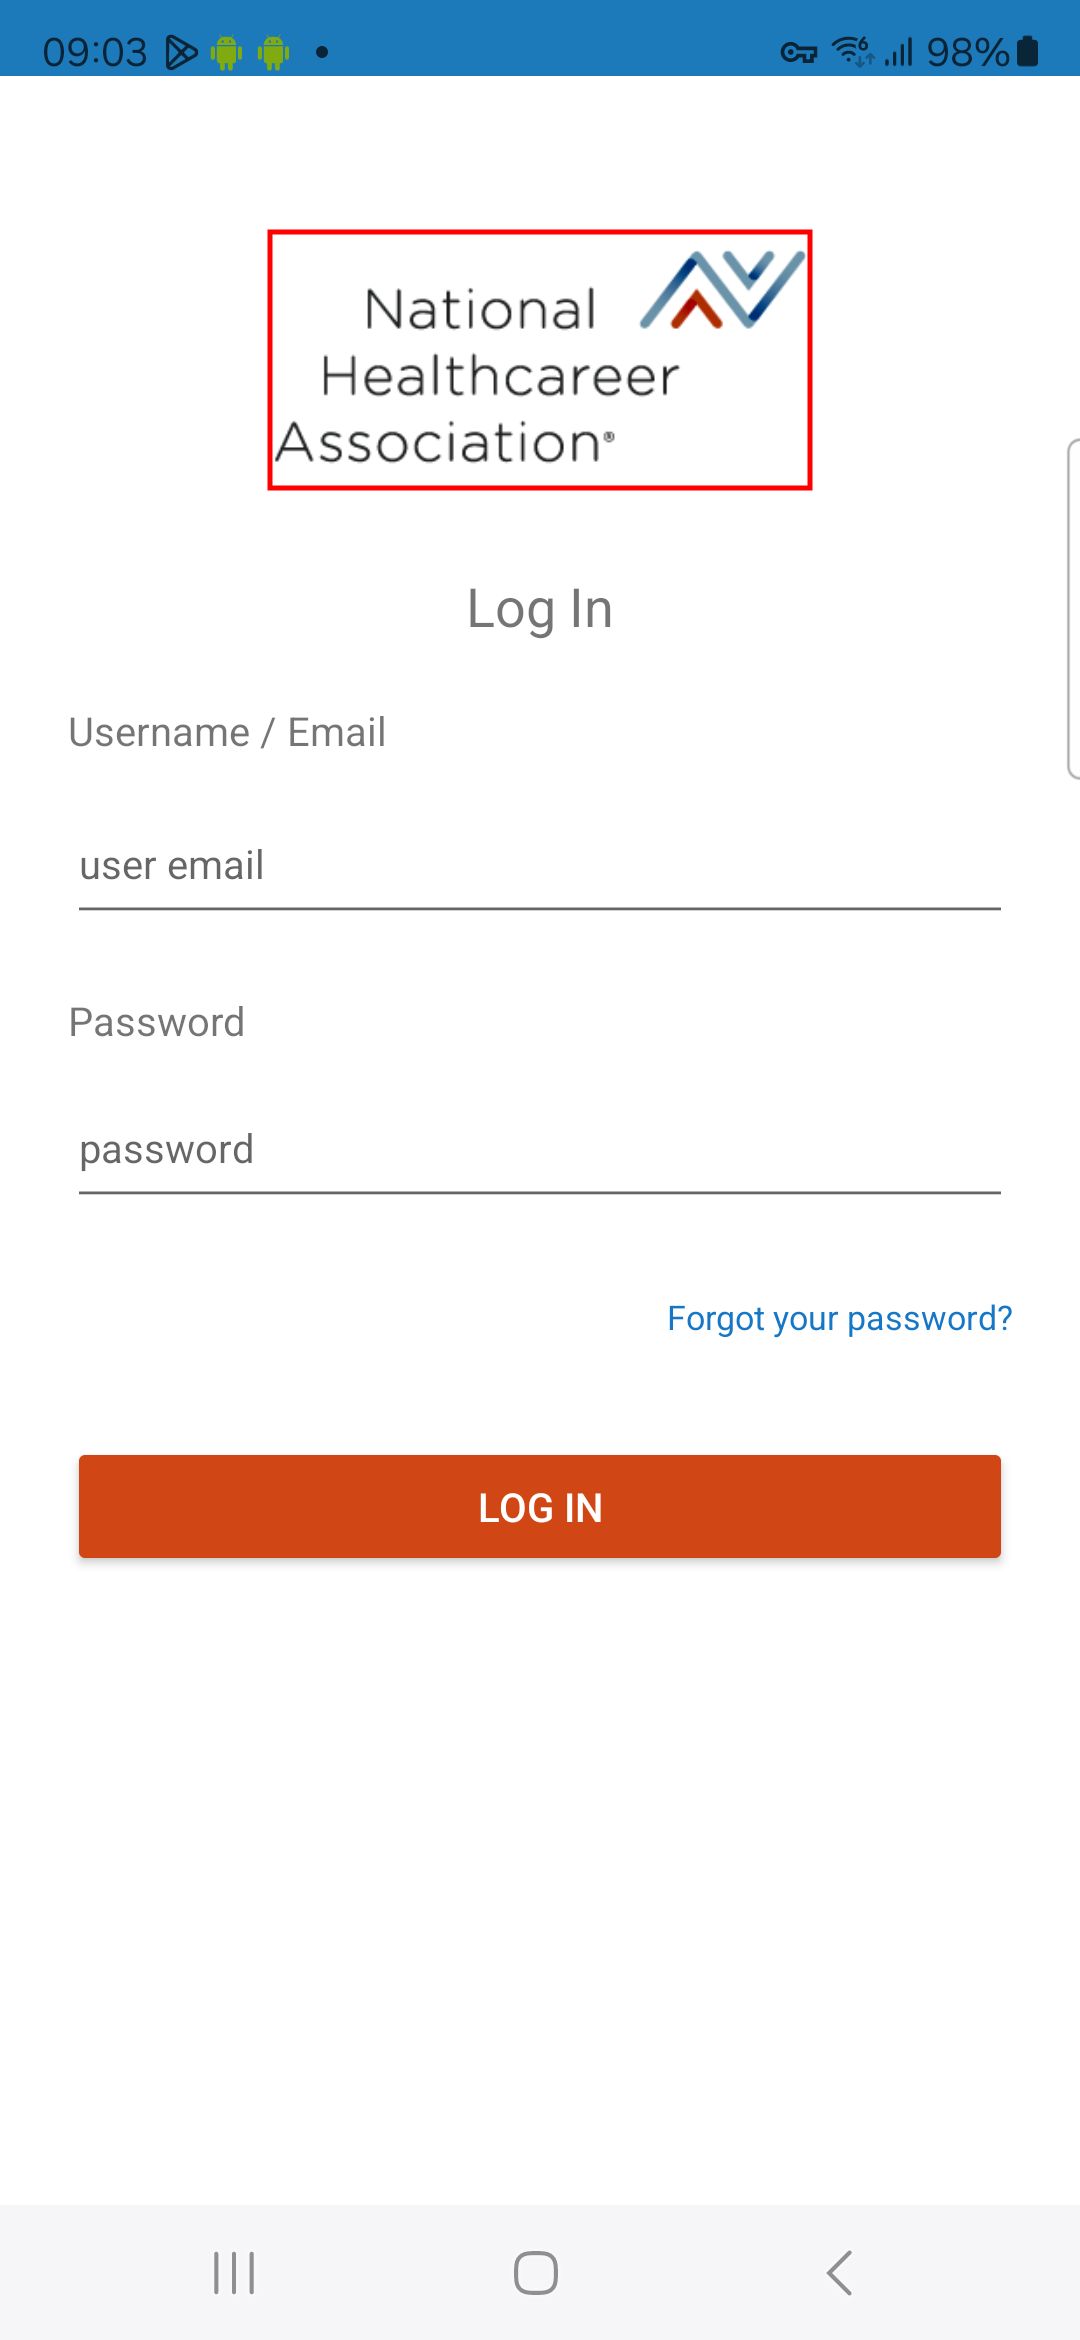 09:03 98%
National
Healthcareer
Association®
Log In
Username / Email
user email
Password
password
Forgot your password?
LOG IN